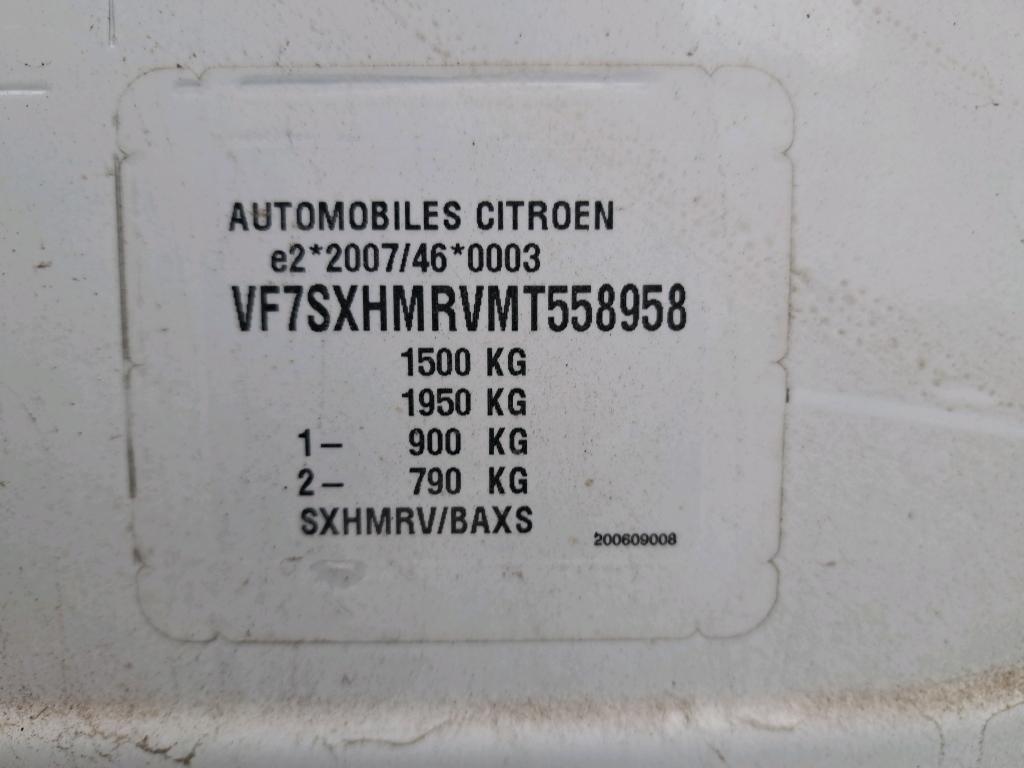 AUTOMOBILES CITROEN
e2*2007/46*0003
VF7SXHMRVMT558958
1500 KG
1950 KG
1- 900 KG
2- 790 KG
SXHMRV/BAXS
200609008